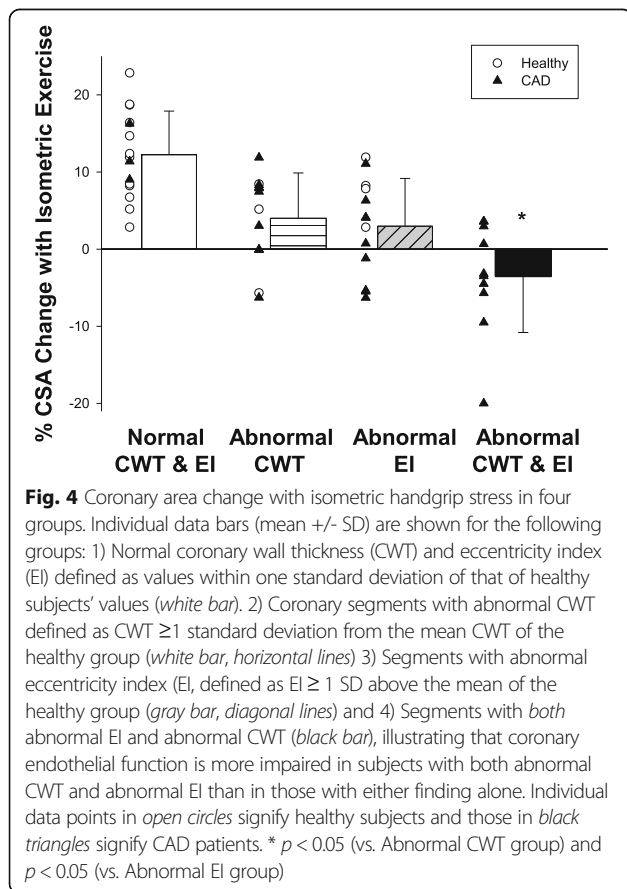 Healthy
CAD
% CSA Change with Isometric Exercise
20
10
0
-10
-20
*
Normal
CWT & EI
Abnormal
CWT
Abnormal
EI
Abnormal
CWT & EI
Fig. 4 Coronary area change with isometric handgrip stress in four
groups. Individual data bars (mean +/- SD) are shown for the following
groups: 1) Normal coronary wall thickness (CWT) and eccentricity index
(EI) defined as values within one standard deviation of that of healthy
subjects' values (white bar). 2) Coronary segments with abnormal CWT
defined as CWT ≥1 standard deviation from the mean CWT of the
healthy group (white bar, horizontal lines) 3) Segments with abnormal
eccentricity index (EI, defined as EI ≥ 1 SD above the mean of the
healthy group (gray bar, diagonal lines) and 4) Segments with both
abnormal EI and abnormal CWT (black bar), illustrating that coronary
endothelial function is more impaired in subjects with both abnormal
CWT and abnormal EI than in those with either finding alone. Individual
data points in open circles signify healthy subjects and those in black
triangles signify CAD patients. * p < 0.05 (vs. Abnormal CWT group) and
p < 0.05 (vs. Abnormal EI group)